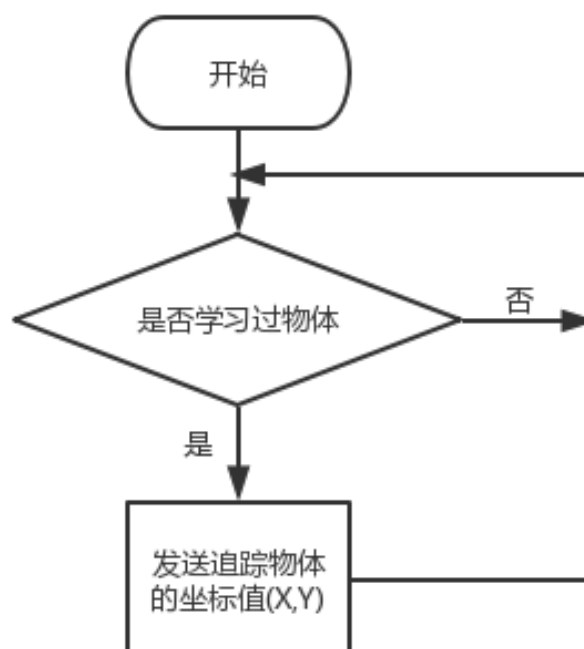 开始
是否学习过物体
否
是
发送追踪物体
的坐标值(X,Y)